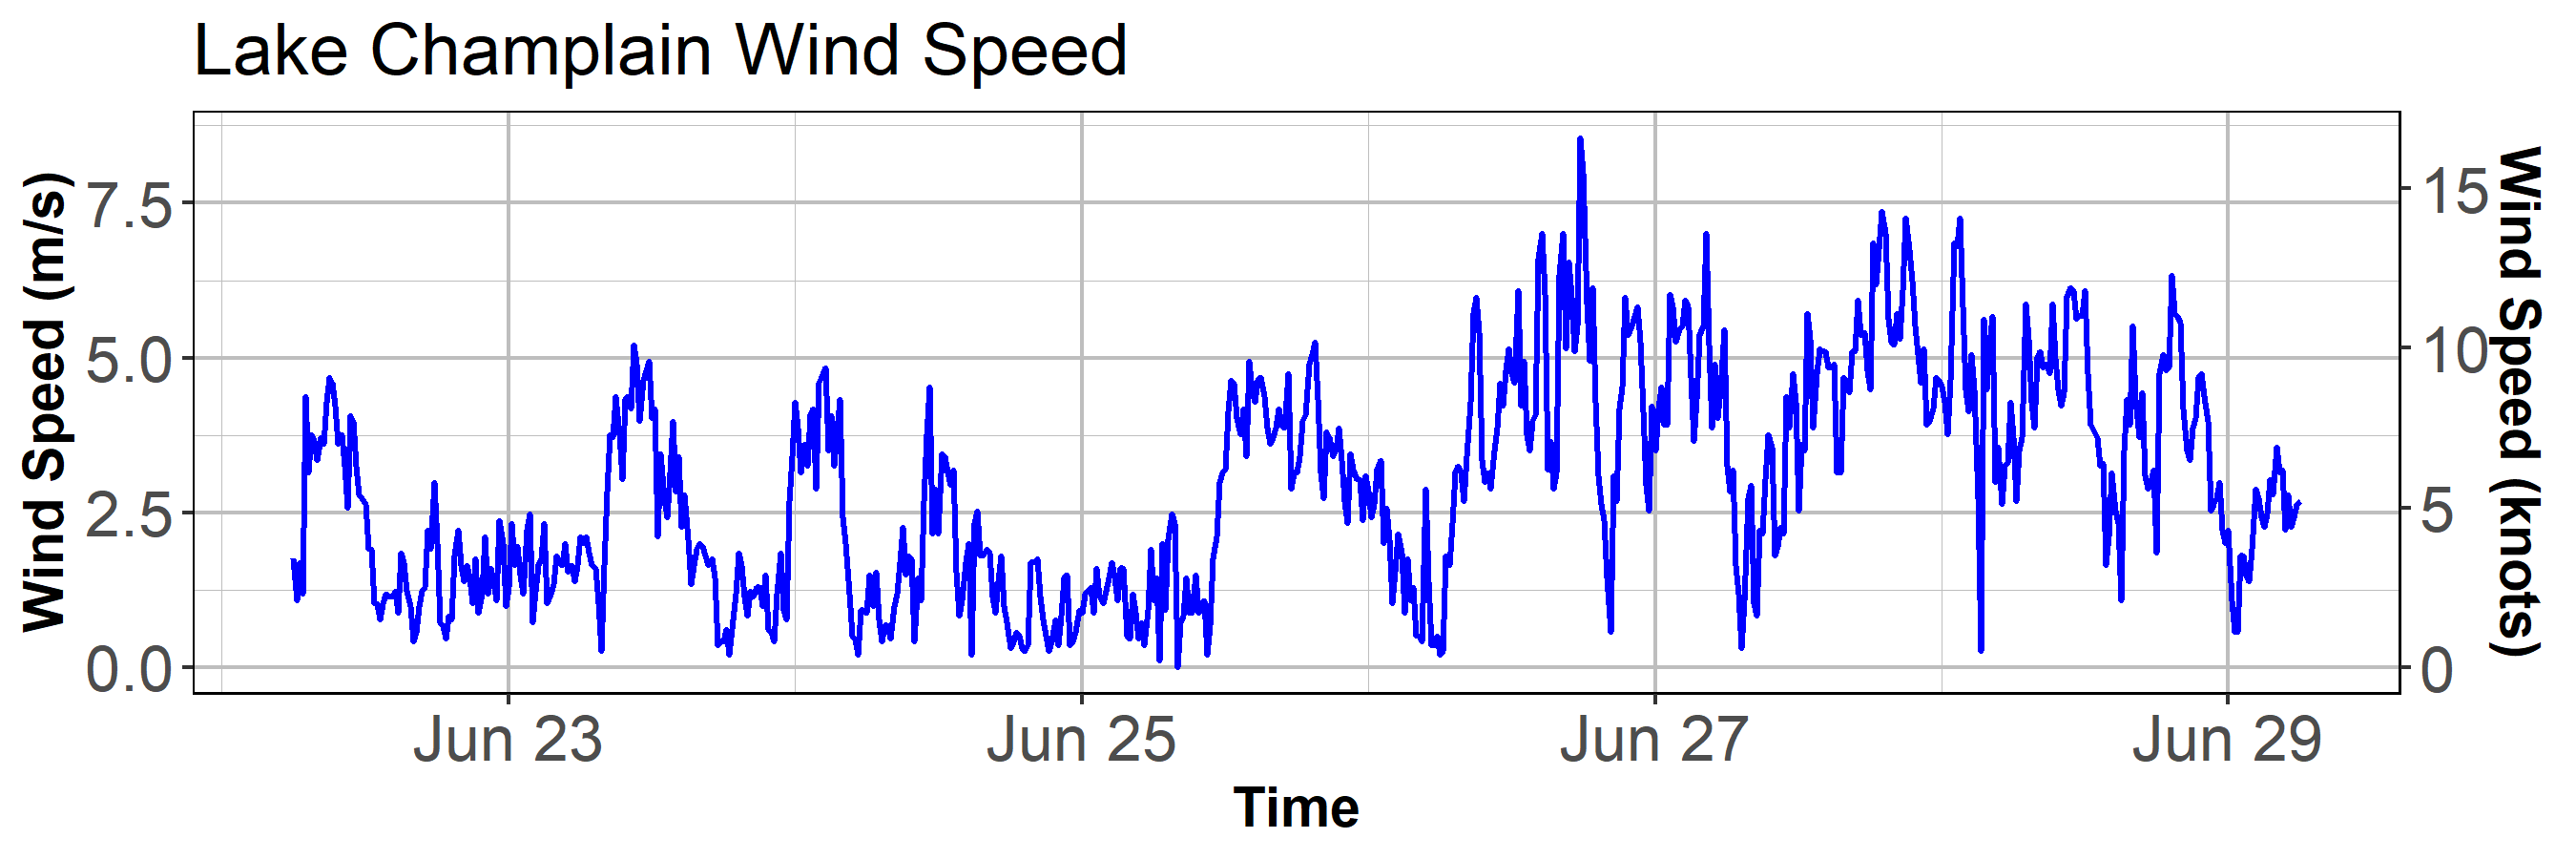 Lake Champlain Wind Speed
Wind Speed (m/s)
7.5
5.0
2.5
0.0
15
10
5
0
Wind Speed (knots)
Jun 23 Jun 25 Jun 27 Jun 29
Time